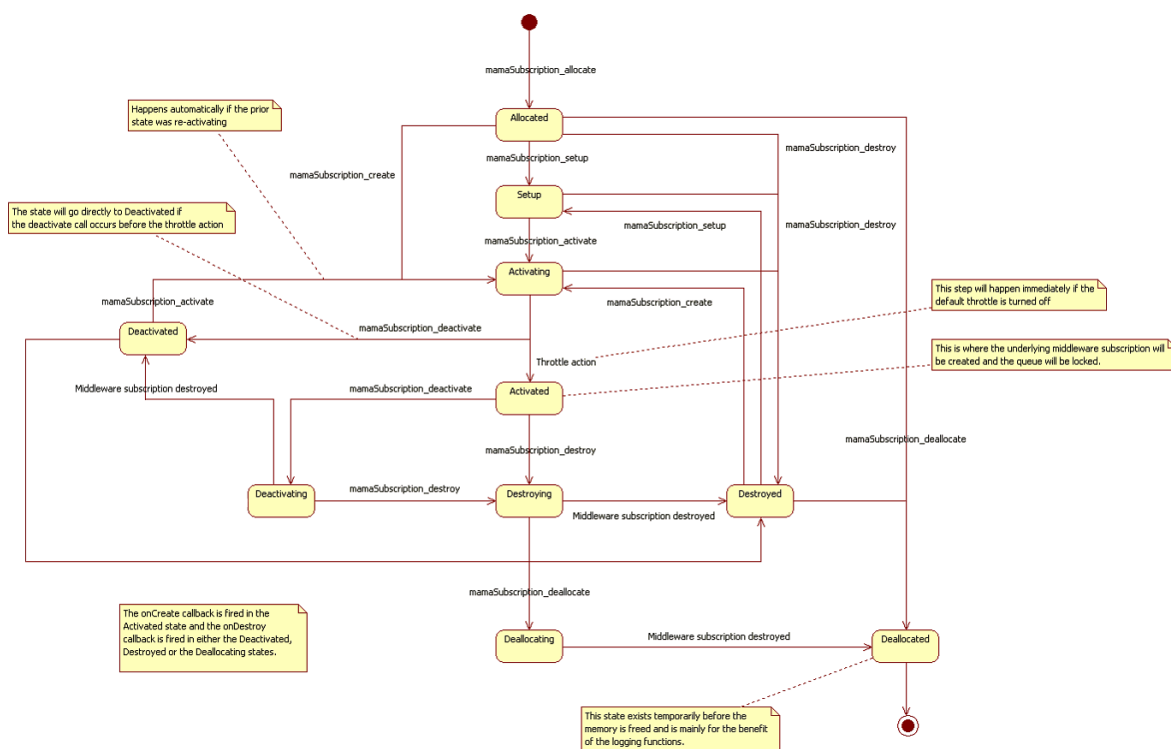 mamaSubscription_allocate
Happens automatically if the prior
state was re-activating
Allocated
mamaSubscription_destroy
mamaSubscription_setup
mamaSubscription_create
Setup
The state will go directly to Deactivated if
the deactivate call occurs before the throttle action
mamaSubscription_setup
mamaSubscription_destroy
mamaSubscription_activate
Activating
This step will happen immediately if the
default throttle is turned off
mamaSubscription_activate
mamaSubscription_create
Deactivated
mamaSubscription_deactivate
This is where the underlying middleware subscription will
be created and the queue will be locked.
Throttle action
Middleware subscription destroyed
mamaSubscription_deactivate
Activated
mamaSubscription_deallocate
mamaSubscription_destroy
Deactivating
mamaSubscription_destroy
Destroying
Middleware subscription destroyed
Destroyed
mamaSubscription_deallocate
The onCreate callback is fired in the
Activated state and the onDestroy
callback is fired in either the Deactivated,
Destroyed or the Deallocating states.
Deallocating
Middleware subscription destroyed
Deallocated
This state exists temporarily before the
memory is freed and is mainly for the benefit
of the logging functions.